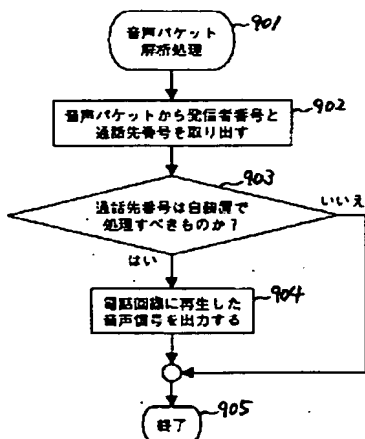 音声パケット
解析処理
901
音声パケットから発信者番号と
通話先番号を取り出す
902
903
通話先番号は自装置で
処理すべきものか？
いいえ
はい
904
電話回線に再生した
音声信号を出力する
終了
905